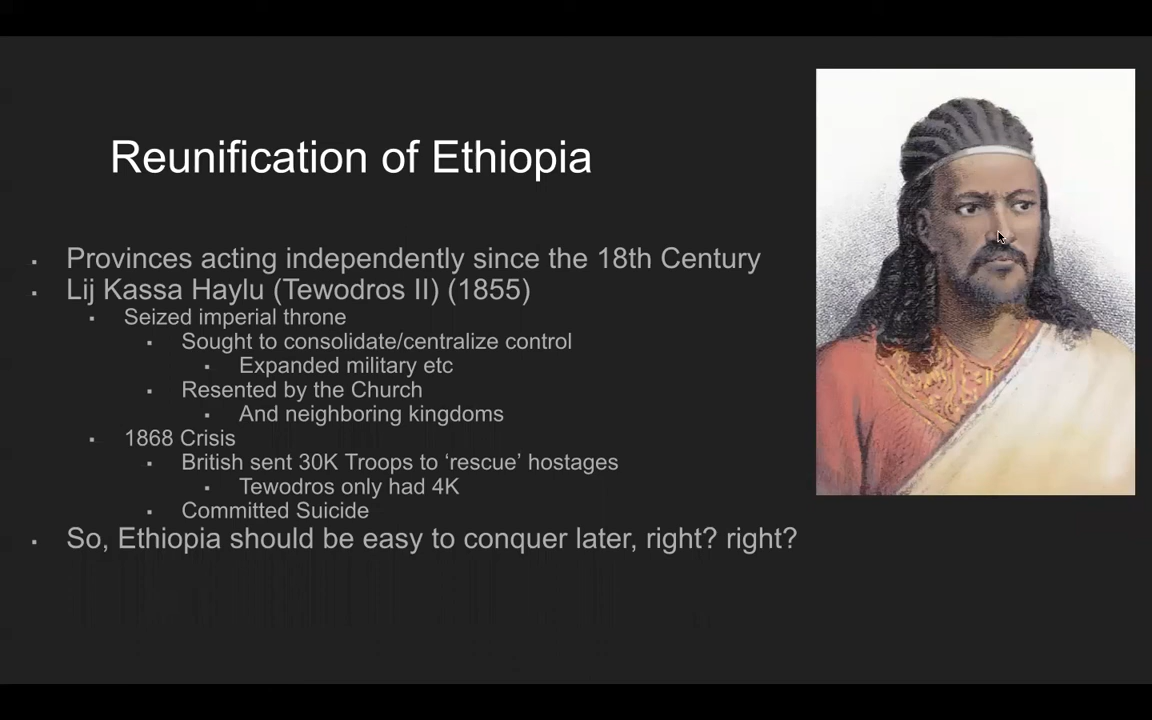 Reunification of Ethiopia
▪ Provinces acting independently since the 18th Century
▪ Lij Kassa Haylu (Tewodros II) (1855)
▪ Seized imperial throne
▪ Sought to consolidate/centralize control
▪ Expanded military etc
▪ Resented by the Church
▪ And neighboring kingdoms
▪ 1868 Crisis
▪ British sent 30K Troops to ‘rescue’ hostages
▪ Tewodros only had 4K
▪ Committed Suicide
▪ So, Ethiopia should be easy to conquer later, right? right?